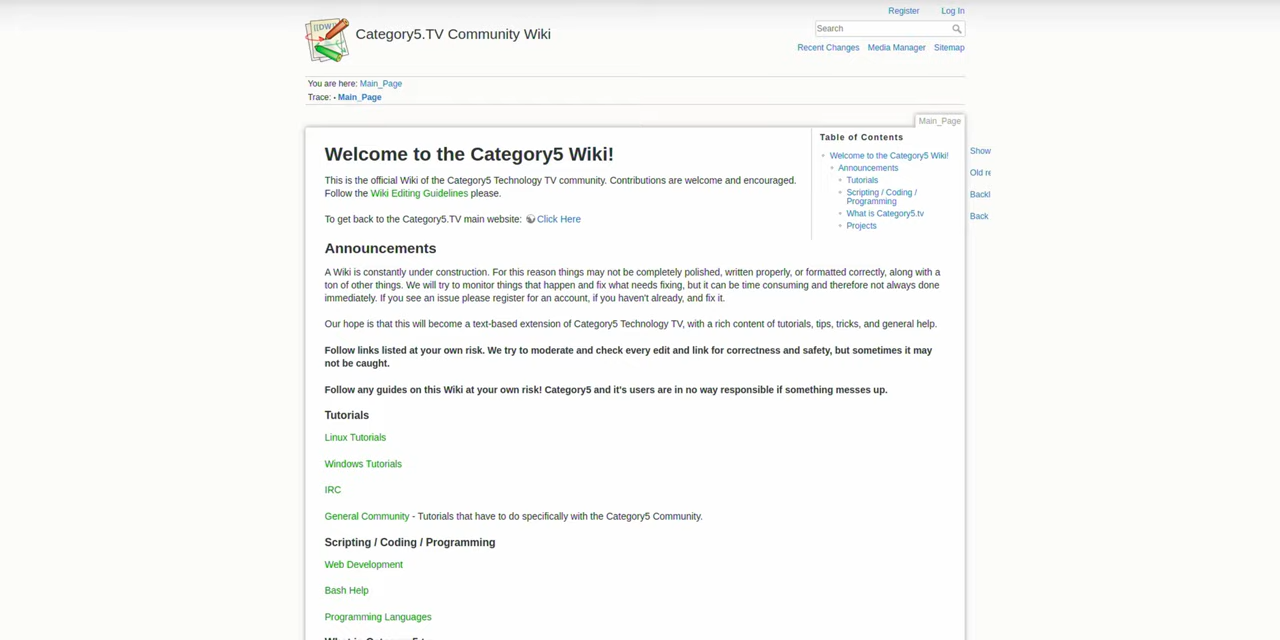 Register Log In
Category5.TV Community Wiki
Search
Recent Changes Media Manager Sitemap
You are here: Main_Page
Trace: • Main_Page
Main_Page
Table of Contents
Welcome to the Category5 Wiki!
Announcements
Tutorials
Scripting / Coding /
Programming
What is Category5.tv
Projects
Show
Old re
Backl
Back
Welcome to the Category5 Wiki!
This is the official Wiki of the Category5 Technology TV community. Contributions are welcome and encouraged.
Follow the Wiki Editing Guidelines please.
To get back to the Category5.TV main website: Click Here
Announcements
A Wiki is constantly under construction. For this reason things may not be completely polished, written properly, or formatted correctly, along with a
ton of other things. We will try to monitor things that happen and fix what needs fixing, but it can be time consuming and therefore not always done
immediately. If you see an issue please register for an account, if you haven't already, and fix it.
Our hope is that this will become a text-based extension of Category5 Technology TV, with a rich content of tutorials, tips, tricks, and general help.
Follow links listed at your own risk. We try to moderate and check every edit and link for correctness and safety, but sometimes it may
not be caught.
Follow any guides on this Wiki at your own risk! Category5 and it's users are in no way responsible if something messes up.
Tutorials
Linux Tutorials
Windows Tutorials
IRC
General Community - Tutorials that have to do specifically with the Category5 Community.
Scripting / Coding / Programming
Web Development
Bash Help
Programming Languages